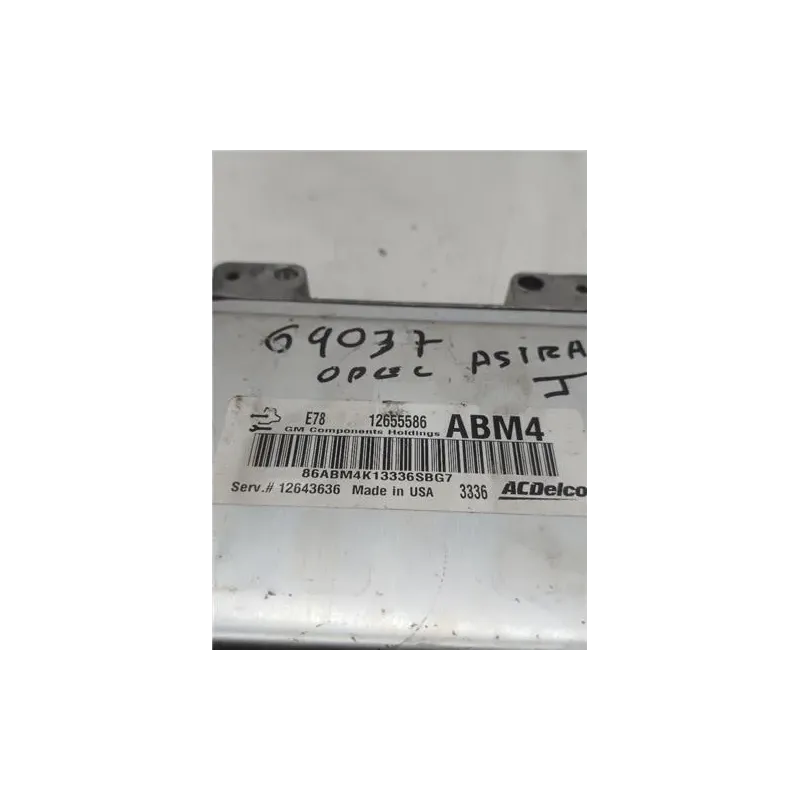 69037
OPEL ASTRA
J
E78 12655586 ABM4
GM Components Holdings
86ABM4K13336SBG7
Serv.# 12643636 Made in USA 3336 ACDelco